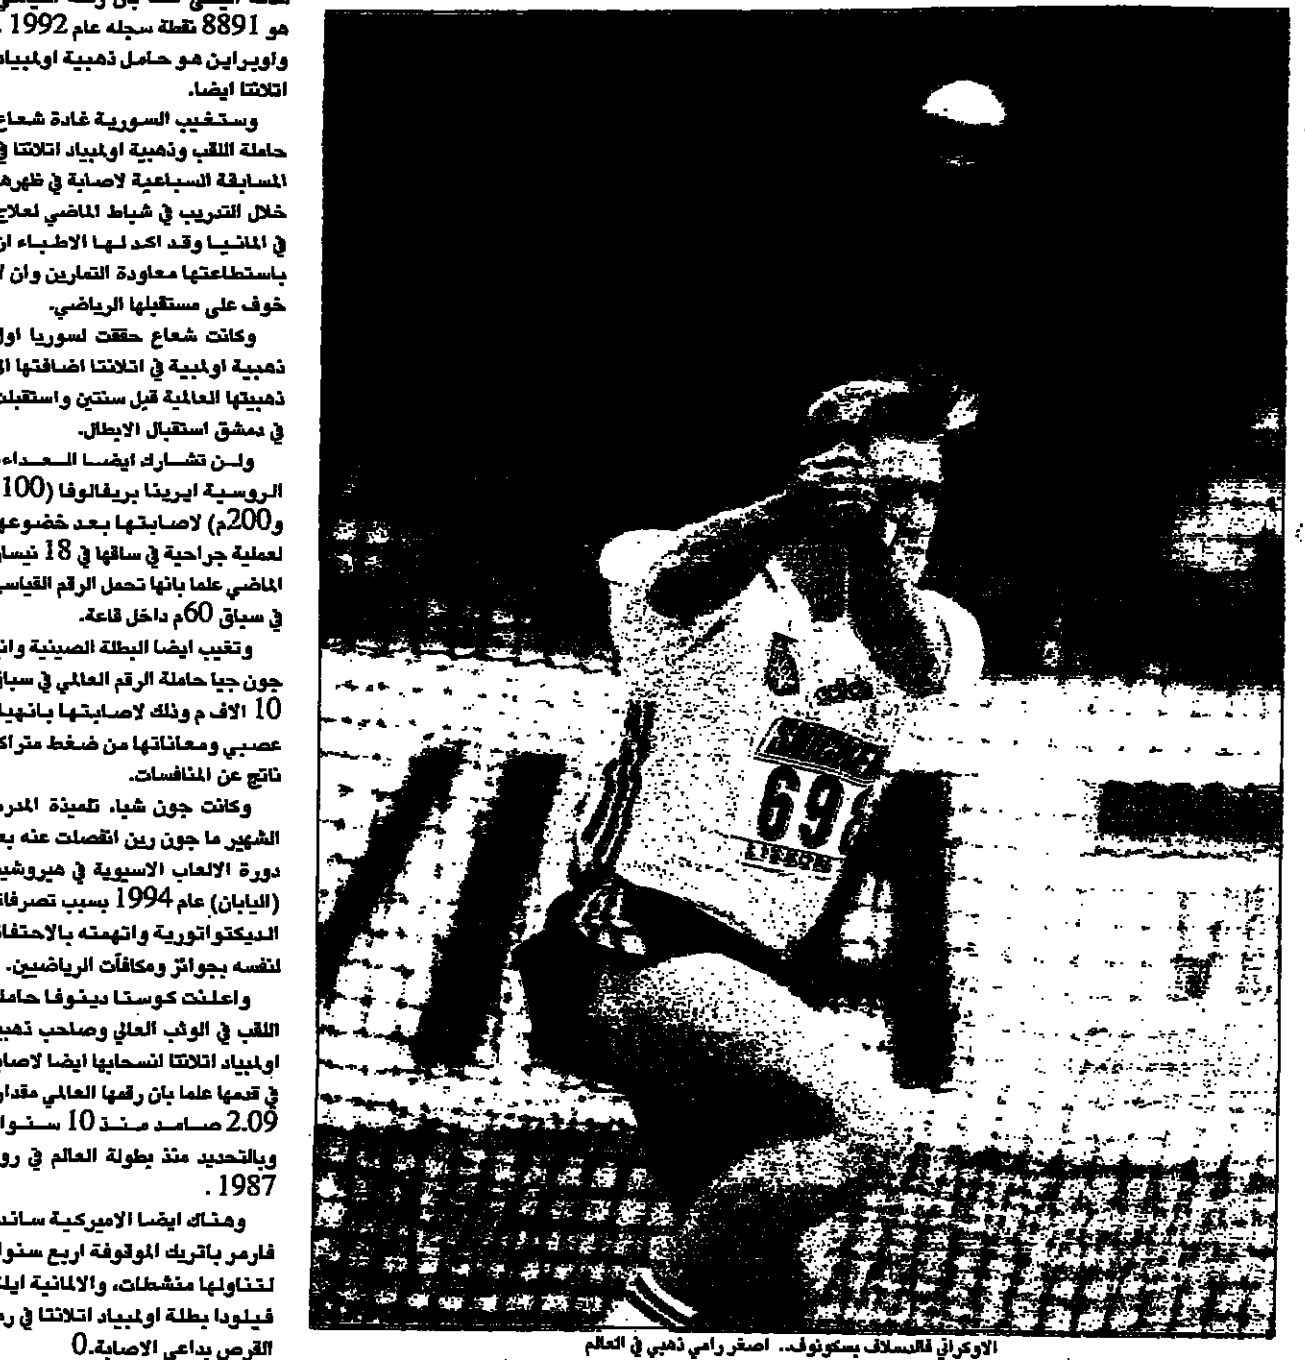 هو 8891 نقطة سجله عام 1992 .
واوبراين هو حامل ذهبية اولمبياد
اتلانتا ايضا.
وستغيب السورية غادة شعاع
حاملة اللقب وذهبية اولمبياد اتلانتا في
المسابقة السباعية لاصابة في ظهرها
خلال التدريب في شباط الماضي لعلاج
في المانيا وقد اكد لها الاطباء ان
باستطاعتها معاودة التمارين وان لا
خوف على مستقبلها الرياضي.
وكانت شعاع حققت لسوريا اول
ذهبية اولمبية في اتلانتا اضافتها الى
ذهبيتها العالمية قبل سنتين واستقبلت
في دمشق استقبال الابطال.
ولن تشارك ايضا العداءة
الروسية ايرينا بريفالوفا (100
و200م) لاصابتها بعد خضوعها
لعملية جراحية في ساقها في 18 نيسان
الماضي علما بانها تحمل الرقم القياسي
في سباق 60م داخل قاعة.
وتغيب ايضا البطلة الصينية وانغ
جون جيا حاملة الرقم العالمي في سباق
10 الاف م وذلك لاصابتها بانهيار
عصبي ومعاناتها من ضغط متراكم
ناتج عن المنافسات.
وكانت جون شيا، تلميذة المدرب
الشهير ما جون رين انفصلت عنه بعد
دورة الالعاب الاسيوية في هيروشيما
(اليابان) عام 1994 بسبب تصرفاته
الديكتواتورية واتهمته بالاحتفاظ
لنفسه بجوائز ومكافآت الرياضيين.
واعلنت كوستا دينوفا حاملة
اللقب في الوثب العالي وصاحب ذهبية
اولمبياد اتلانتا انسحابها ايضا لاصابة
في قدمها علما بان رقمها العالمي مقداره
2.09 صامد منذ 10 سنوات
وبالتحديد منذ بطولة العالم في روما
1987 .
وهناك ايضا الاميركية ساندرا
فارمر باتريك الموقوفة اربع سنوات
لتناولها منشطات، والالمانية ايلكه
فيلودا بطلة اولمبياد اتلانتا في رمي
القرص بداعي الاصابة.0
698
LISBON
الاوكراني فلاديسلاف بسكونوف.. اصغر رامي ذهبي في العالم